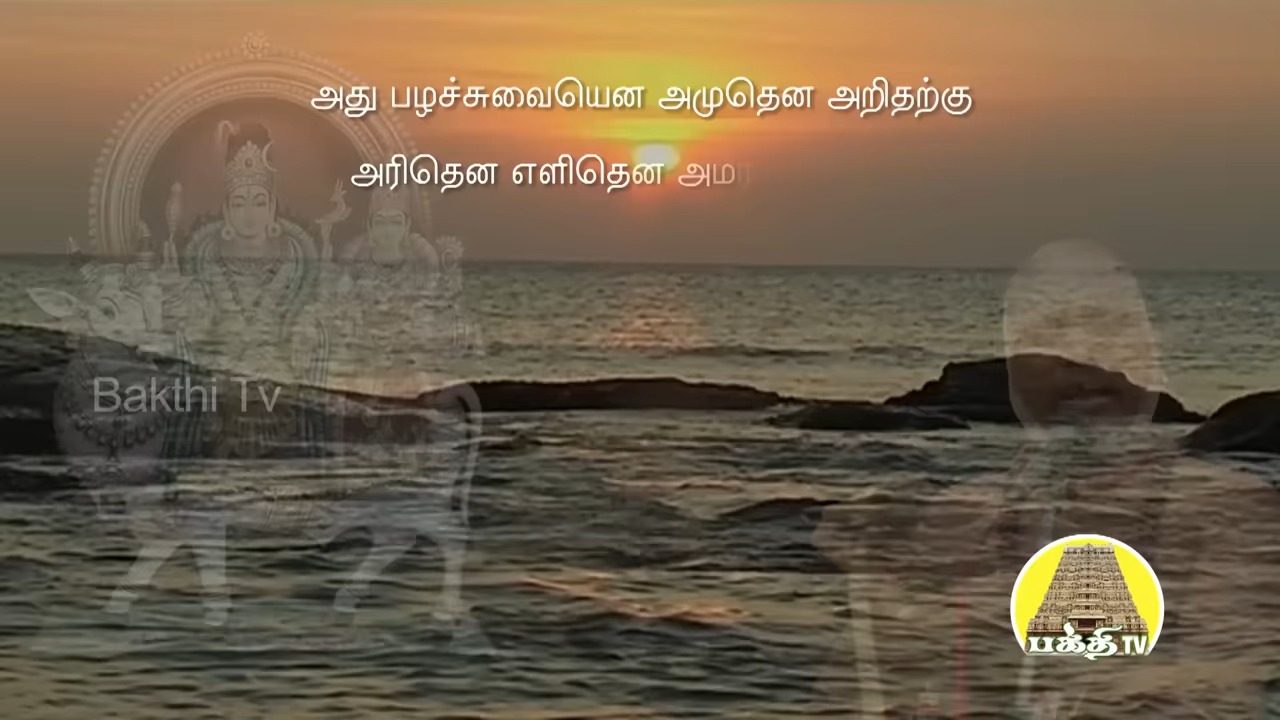 அது பழச்சுவையென அமுதென அறிதற்கு
அரிதென எளிதென
Bakthi Tv
பக்தி TV